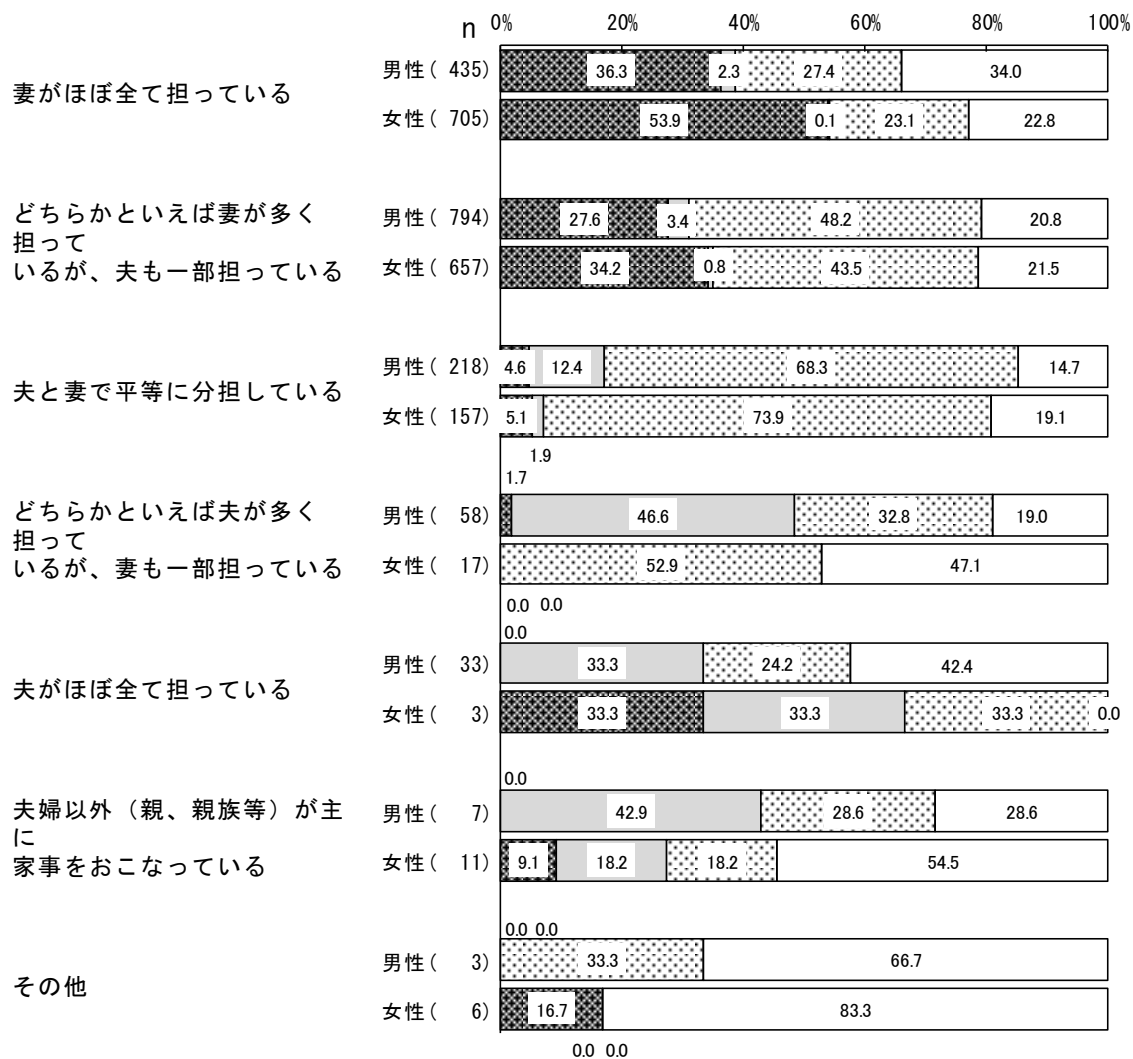 n
0% 20% 40% 60% 80% 100%
妻がほぼ全て担っている
男性( 435) 36.3 2.3 27.4 34.0
女性( 705) 53.9 0.1 23.1 22.8
どちらかといえば妻が多く
担って
いるが、夫も一部担っている
男性( 794) 27.6 3.4 48.2 20.8
女性( 657) 34.2 0.8 43.5 21.5
夫と妻で平等に分担している
男性( 218) 4.6 12.4 68.3 14.7
女性( 157) 5.1 73.9 19.1
1.9
1.7
どちらかといえば夫が多く
担って
いるが、妻も一部担っている
男性( 58) 46.6 32.8 19.0
女性( 17) 52.9 47.1
0.0 0.0
0.0
夫がほぼ全て担っている
男性( 33) 33.3 24.2 42.4
女性( 3) 33.3 33.3 33.3 0.0
0.0
夫婦以外（親、親族等）が主
に
家事をおこなっている
男性( 7) 42.9 28.6 28.6
女性( 11) 9.1 18.2 18.2 54.5
0.0 0.0
その他
男性( 3) 33.3 66.7
女性( 6) 16.7 83.3
0.0 0.0